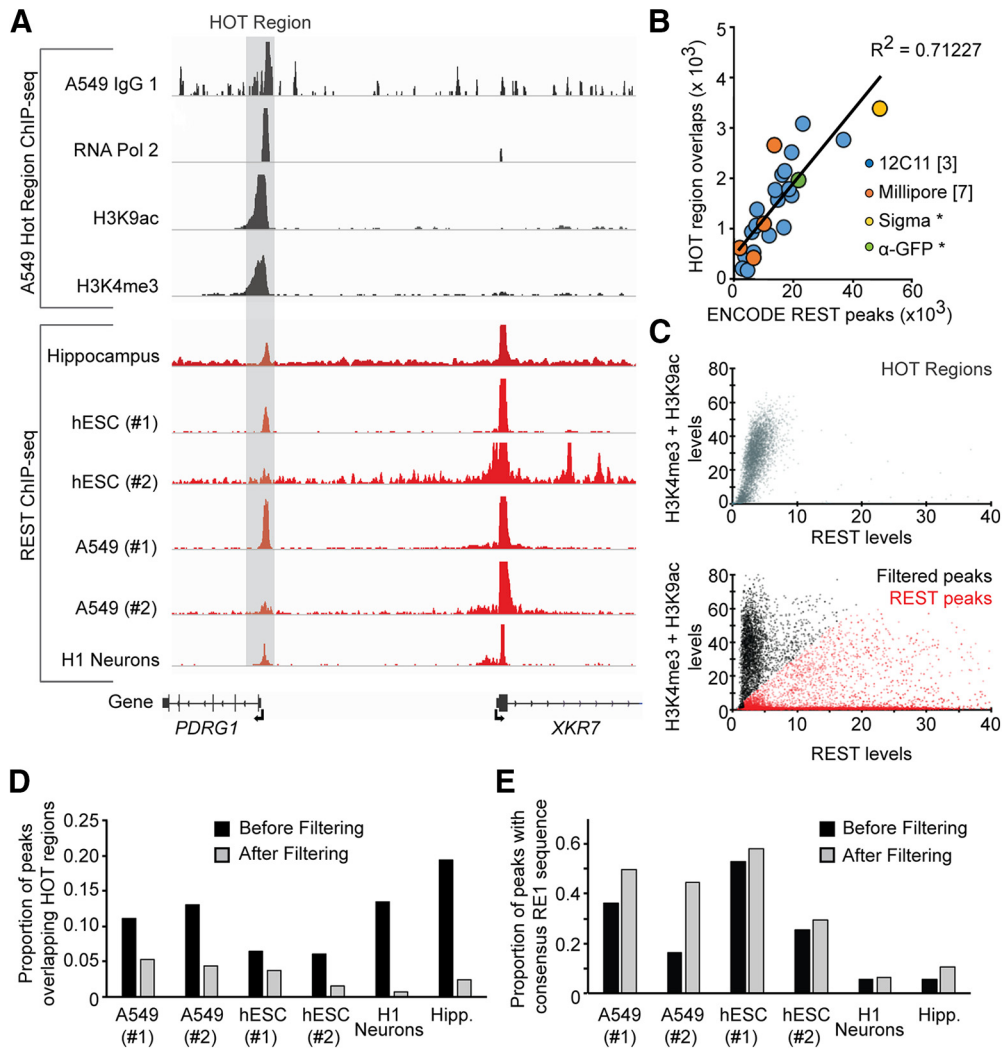 A
HOT Region
A549 Hot Region ChIP-seq
A549 IgG 1
RNA Pol 2
H3K9ac
H3K4me3
REST ChIP-seq
Hippocampus
hESC (#1)
hESC (#2)
A549 (#1)
A549 (#2)
H1 Neurons
Gene
PDRG1
XKR7
B
HOT region overlaps (x 10³)
5
4
3
2
1
0
R² = 0.71227
12C11 [3]
Millipore [7]
Sigma *
α-GFP *
0
20
40
60
ENCODE REST peaks (x10³)
C
H3K4me3 + H3K9ac
levels
80
60
40
20
0
HOT Regions
0
10
20
30
40
REST levels
H3K4me3 + H3K9ac
levels
80
60
40
20
0
Filtered peaks
REST peaks
0
10
20
30
40
REST levels
D
Proportion of peaks
overlapping HOT regions
0.25
0.20
0.15
0.10
0.05
0
Before Filtering
After Filtering
A549
(#1)
A549
(#2)
hESC
(#1)
hESC
(#2)
H1
Neurons
Hipp.
E
Proportion of peaks with
consensus RE1 sequence
0.6
0.4
0.2
0
Before Filtering
After Filtering
A549
(#1)
A549
(#2)
hESC
(#1)
hESC
(#2)
H1
Neurons
Hipp.